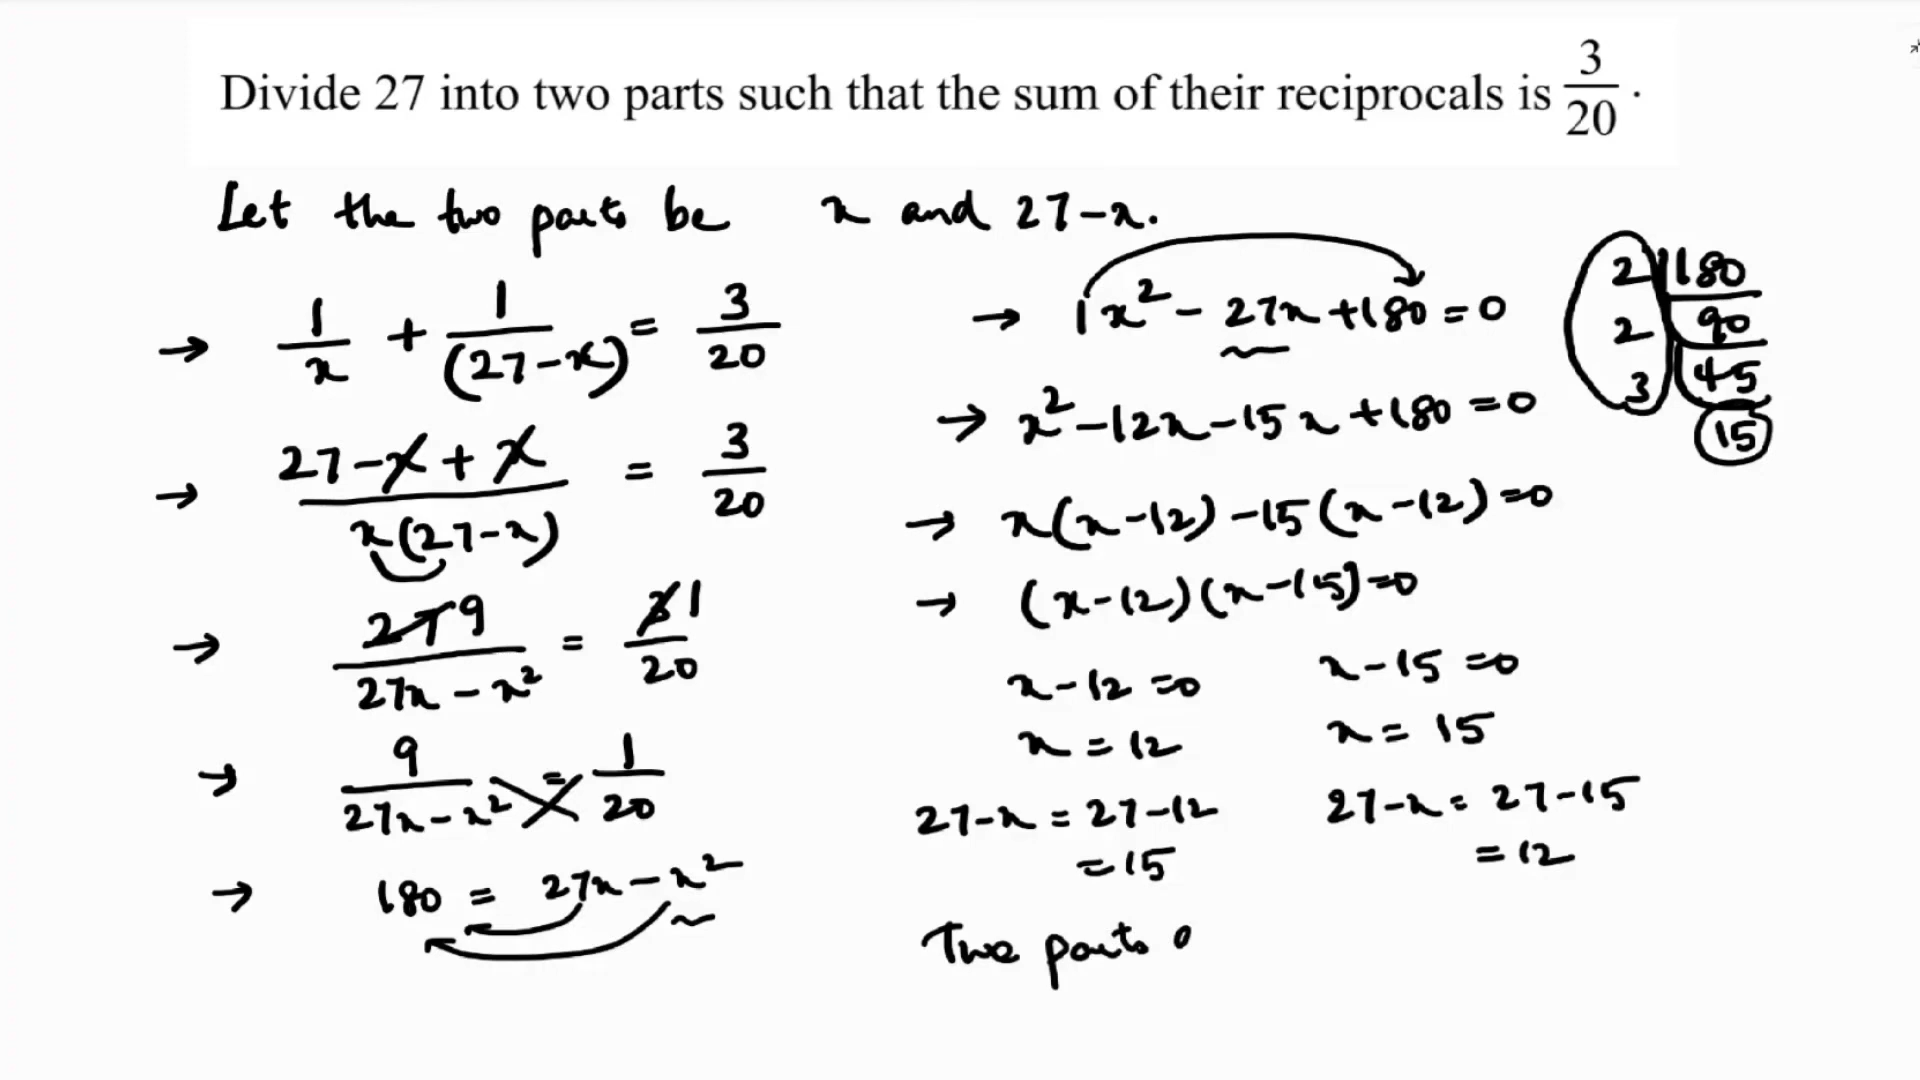 Divide 27 into two parts such that the sum of their reciprocals is 3/20.
Let the two parts be x and 27-x.
→ 1/x + 1/(27-x) = 3/20
→ 27-x+x / x(27-x) = 3/20
→ 27 9 / 27x-x² = 3 1 / 20
→ 9 / 27x-x² = 1/20
→ 180 = 27x-x²
→ 1x²-27x+180=0
→ x²-12x-15x+180=0
→ x(x-12)-15(x-12)=0
→ (x-12)(x-15)=0
x-12=0 x-15=0
x=12 x=15
27-x=27-12 27-x=27-15
=15 =12
Two parts
2 180
2 90
3 45
15